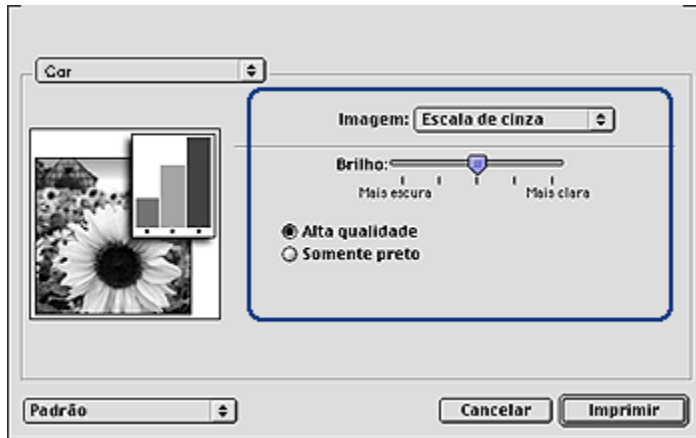 Cor
Imagem: Escala de cinza
Brilho:
Mais escura Mais clara
Alta qualidade
Somente preto
Padrão Cancelar Imprimir